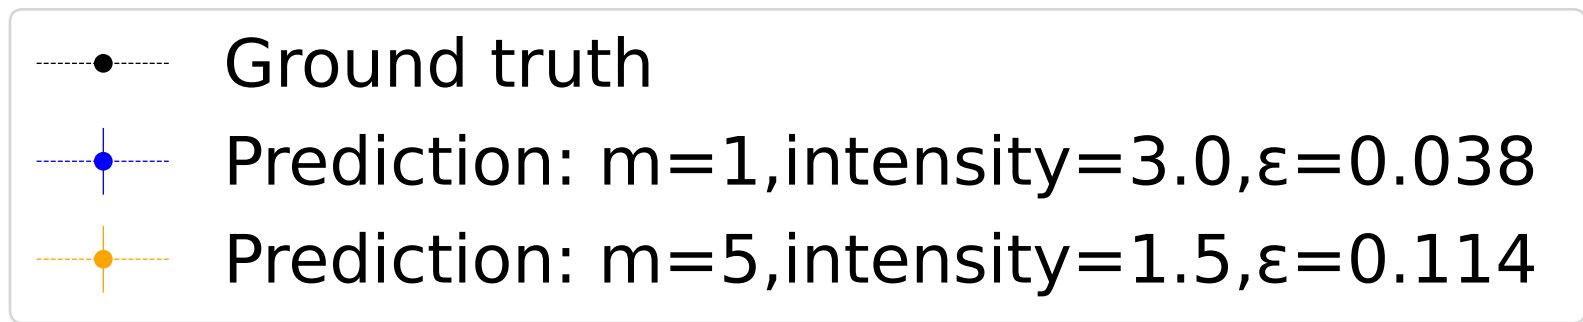 Ground truth
Prediction: m=1,intensity=3.0,ε=0.038
Prediction: m=5,intensity=1.5,ε=0.114